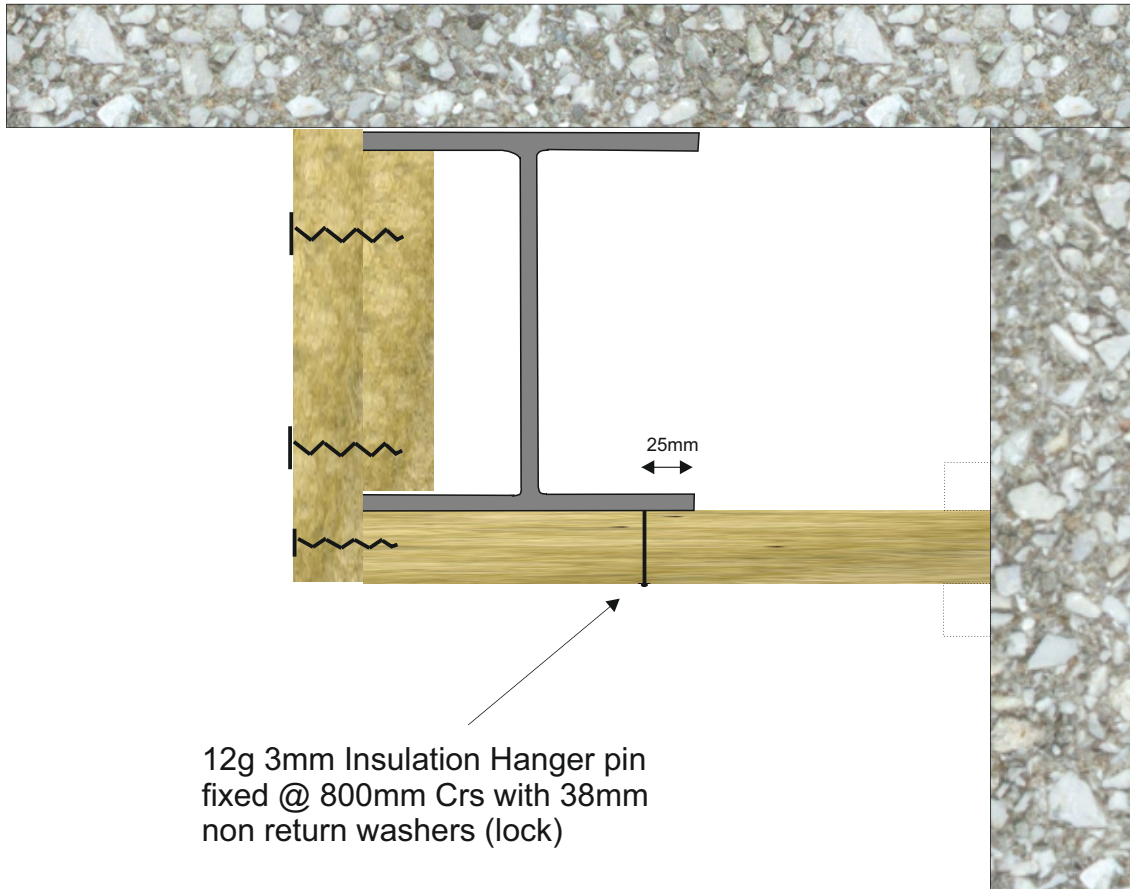 25mm
12g 3mm Insulation Hanger pin
fixed @ 800mm Crs with 38mm
non return washers (lock)